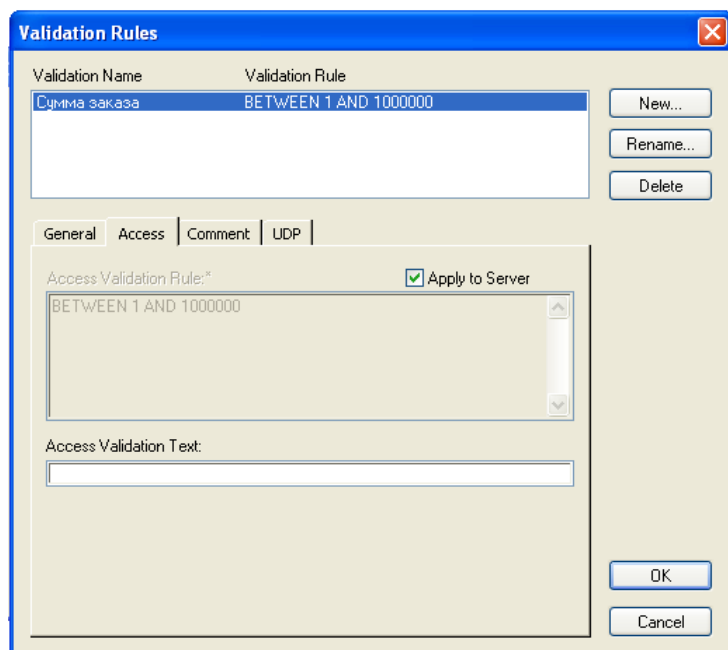 Validation Rules
Validation Name Validation Rule
Сумма заказа BETWEEN 1 AND 1000000
New...
Rename...
Delete
General Access Comment UDP
Access Validation Rule:* Apply to Server
BETWEEN 1 AND 1000000
Access Validation Text:
OK
Cancel